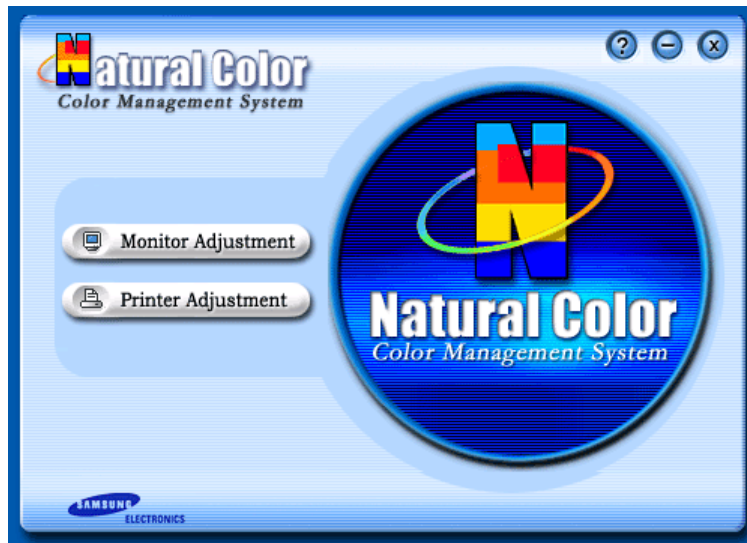 Natural Color
Color Management System
?
Monitor Adjustment
Printer Adjustment
N
Natural Color
Color Management System
SAMSUNG
ELECTRONICS